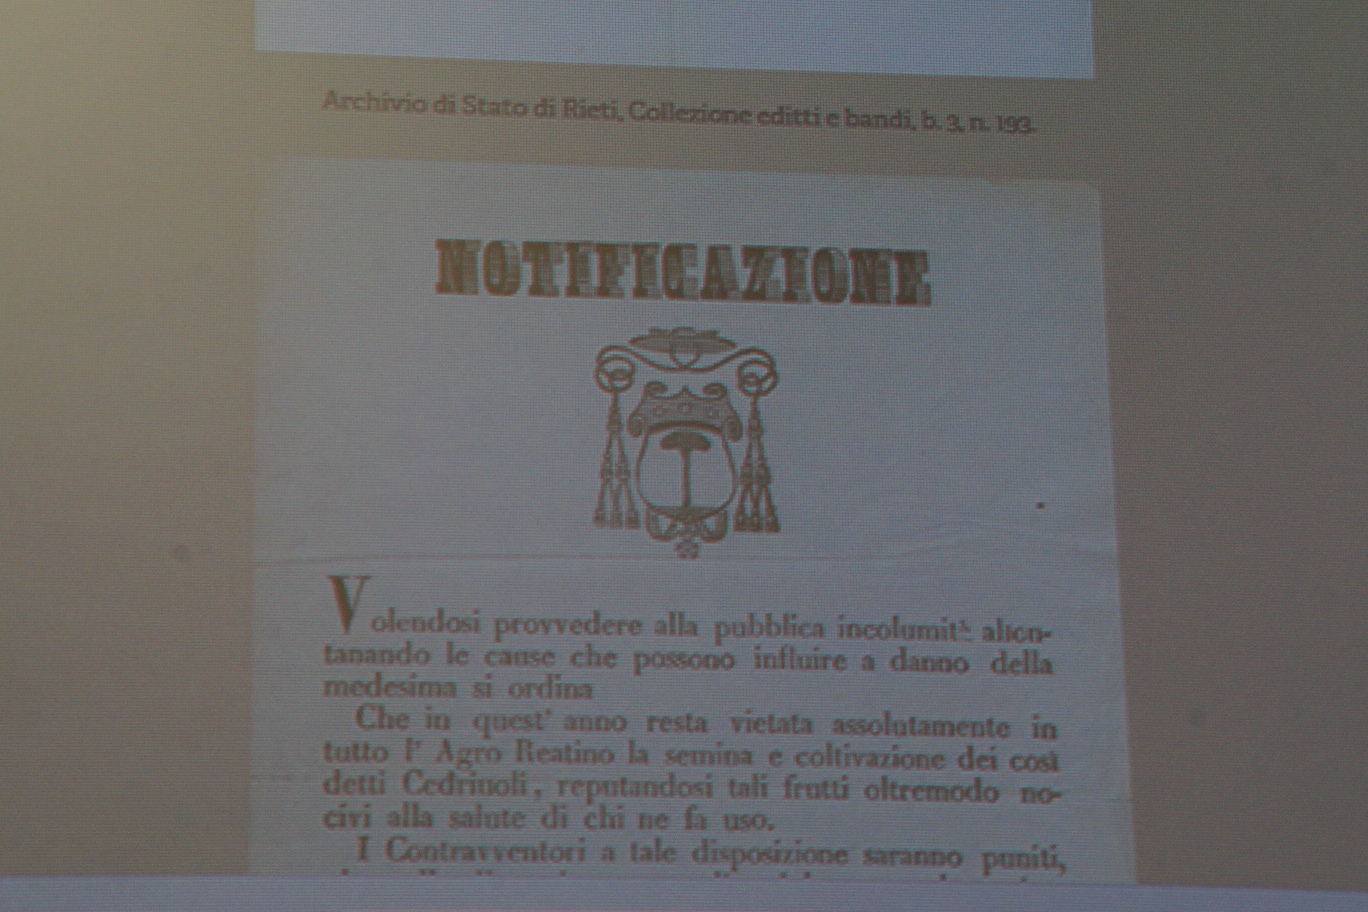 Archivio di Stato di Rieti, Collezione editti e bandi, b. 3, n. 193.
NOTIFICAZIONE
Volendosi provvedere alla pubblica incolumità allon-
tanando le cause che possono influire a danno della
medesima si ordina
Che in quest' anno resta vietata assolutamente in
tutto l' Agro Reatino la semina e coltivazione dei così
detti Cedriuoli, reputandosi tali frutti oltremodo no-
civi alla salute di chi ne fa uso.
I Contravventori a tale disposizione saranno puniti,